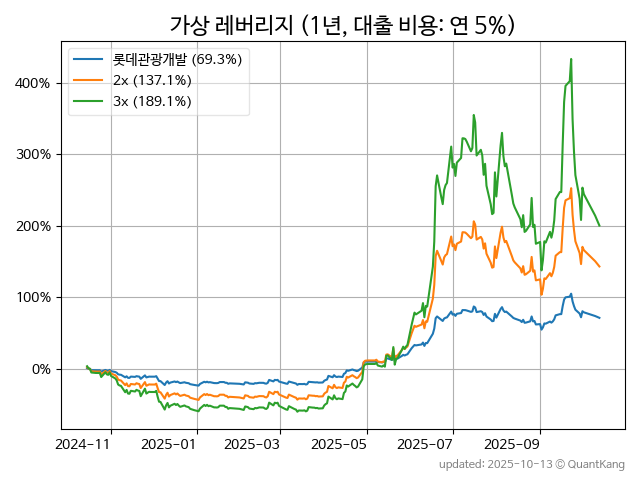 가상 레버리지 (1년, 대출 비용: 연 5%)
롯데관광개발 (69.3%)
2x (137.1%)
3x (189.1%)
400%
300%
200%
100%
0%
2024-11
2025-01
2025-03
2025-05
2025-07
2025-09
updated: 2025-10-13 © QuantKang